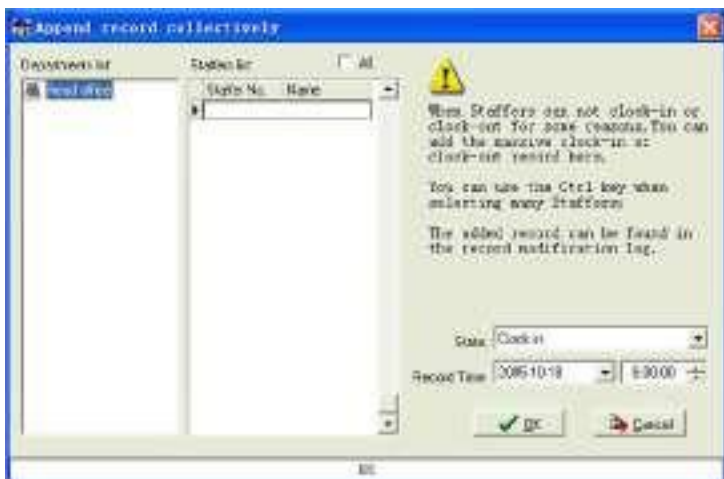 Append record collectively
Department list
Staffers list
All
head office
Staffer No. Name
When Staffers can not clock-in or
clock-out for some reasons.You can
add the massive clock-in or
clock-out record here.
You can use the Ctrl key when
selecting many Staffers
The added record can be found in
the record modification log.
State Clock in
Record Time
OK
Cancel